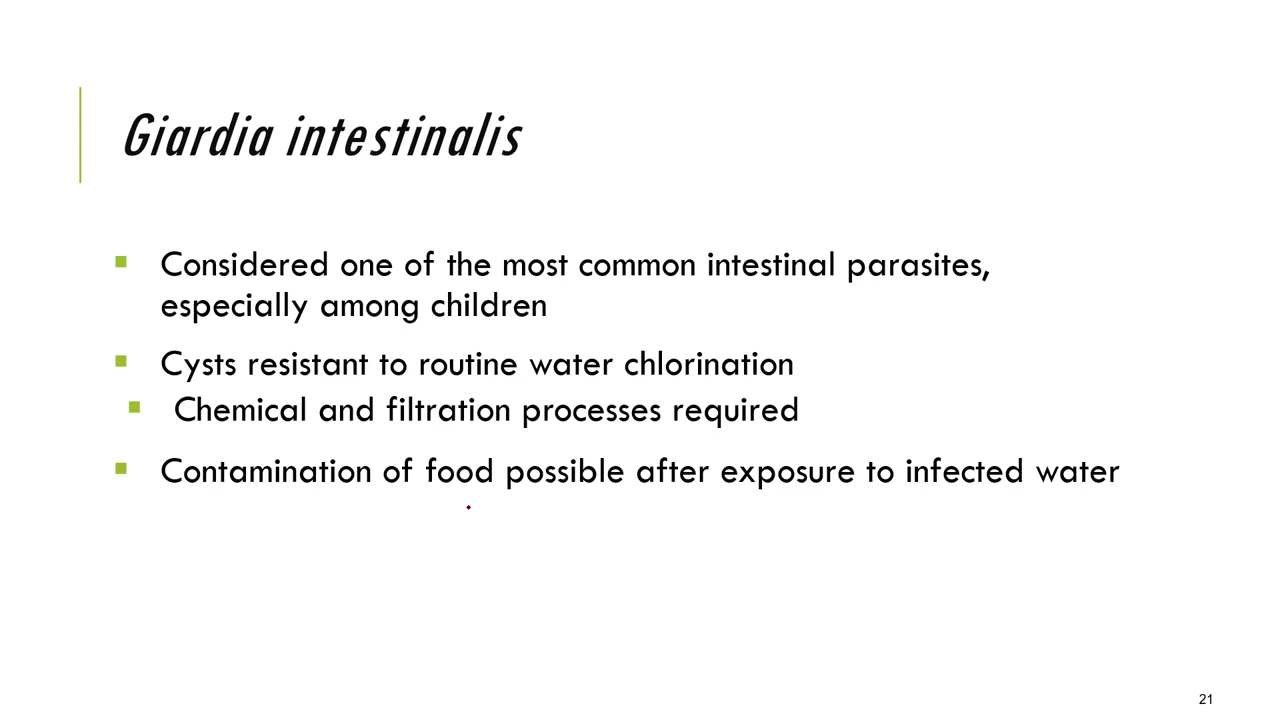 Giardia intestinalis
Considered one of the most common intestinal parasites,
especially among children
Cysts resistant to routine water chlorination
Chemical and filtration processes required
Contamination of food possible after exposure to infected water
21